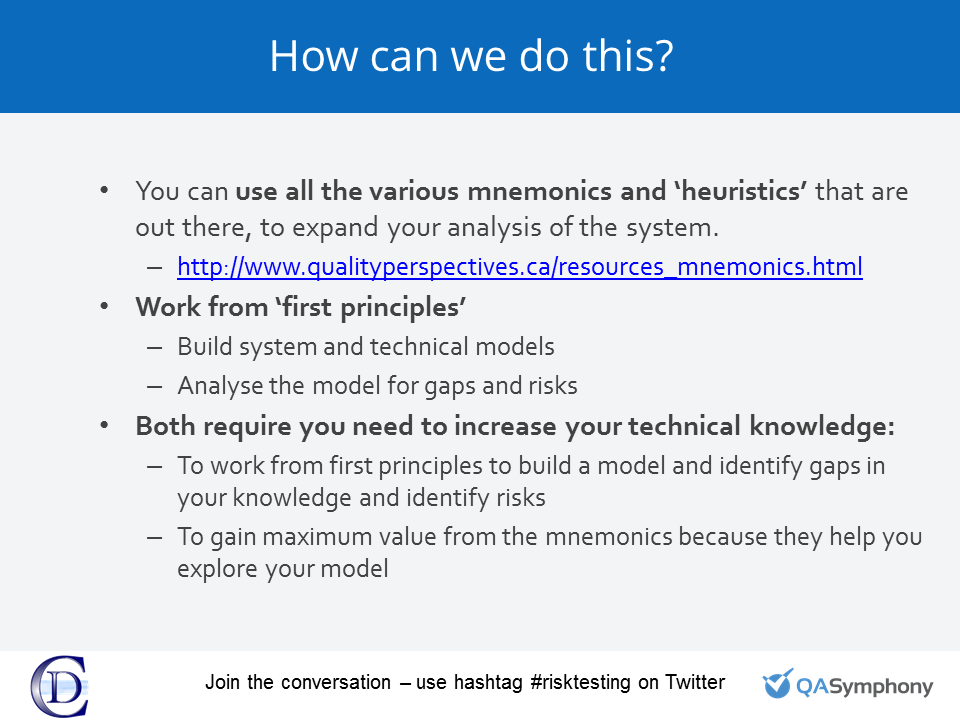 How can we do this?
• You can use all the various mnemonics and ‘heuristics’ that are
out there, to expand your analysis of the system.
– http://www.qualityperspectives.ca/resources_mnemonics.html
• Work from ‘first principles’
– Build system and technical models
– Analyse the model for gaps and risks
• Both require you need to increase your technical knowledge:
– To work from first principles to build a model and identify gaps in
your knowledge and identify risks
– To gain maximum value from the mnemonics because they help you
explore your model
CD
Join the conversation – use hashtag #risktesting on Twitter
QASymphony